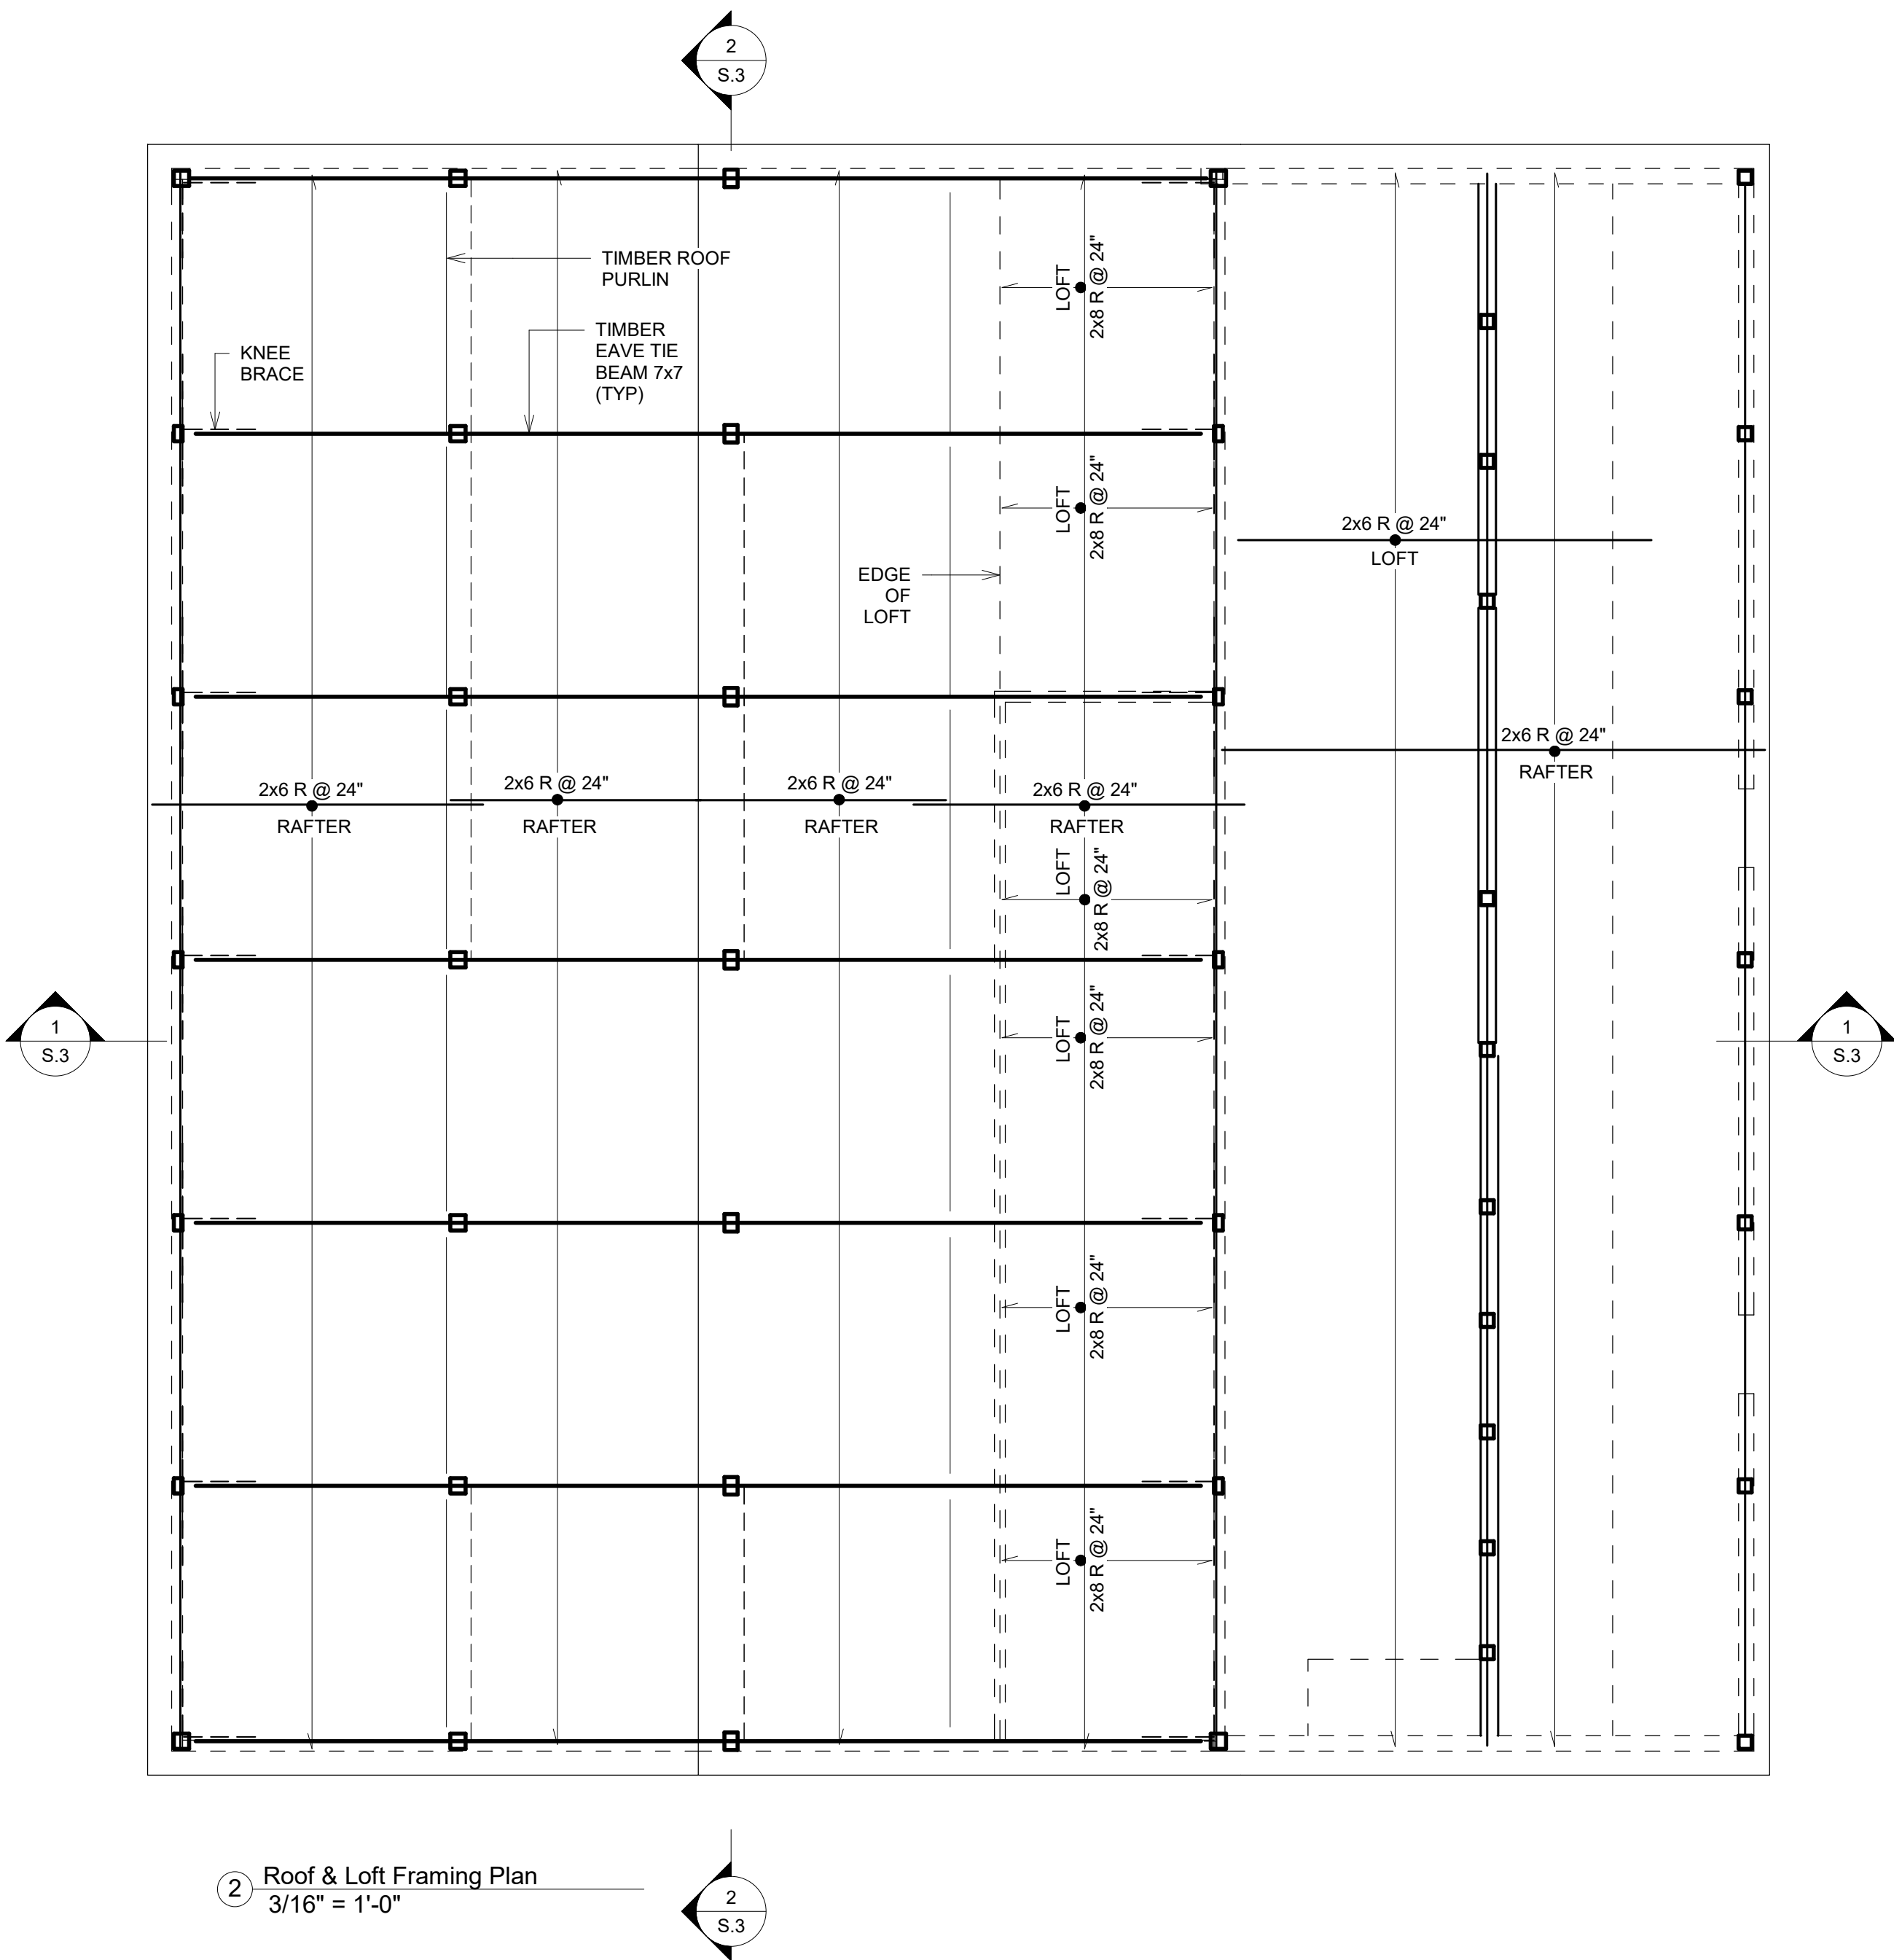 2
S.3
TIMBER ROOF
PURLIN
TIMBER
EAVE TIE
BEAM 7x7
(TYP)
KNEE
BRACE
LOFT
2x8 R @ 24"
LOFT
2x8 R @ 24"
EDGE
OF
LOFT
2x6 R @ 24"
LOFT
2x6 R @ 24"
RAFTER
2x6 R @ 24"
RAFTER
2x6 R @ 24"
RAFTER
2x6 R @ 24"
RAFTER
2x6 R @ 24"
RAFTER
LOFT
2x8 R @ 24"
LOFT
2x8 R @ 24"
1
S.3
1
S.3
LOFT
2x8 R @ 24"
LOFT
2x8 R @ 24"
2
Roof & Loft Framing Plan
3/16" = 1'-0"
2
S.3